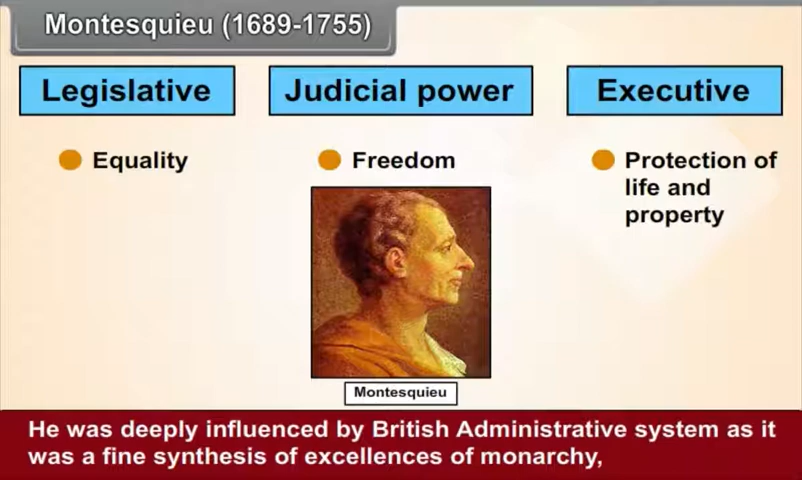 Montesquieu (1689-1755)
Legislative
Judicial power
Executive
Equality
Freedom
Protection of
life and
property
Montesquieu
He was deeply influenced by British Administrative system as it
was a fine synthesis of excellences of monarchy,